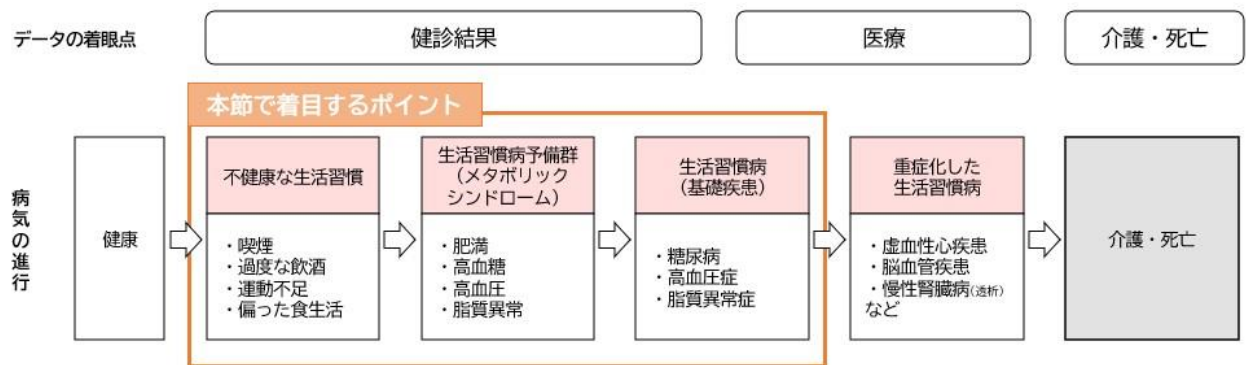 データの着眼点
健診結果
医療
介護・死亡
本節で着目するポイント
病気の進行
健康
不健康な生活習慣
・喫煙
・過度な飲酒
・運動不足
・偏った食生活
生活習慣病予備群
（メタボリック
シンドローム）
・肥満
・高血糖
・高血圧
・脂質異常
生活習慣病
（基礎疾患）
・糖尿病
・高血圧症
・脂質異常症
重症化した
生活習慣病
・虚血性心疾患
・脳血管疾患
・慢性腎臓病(透析)
など
介護・死亡